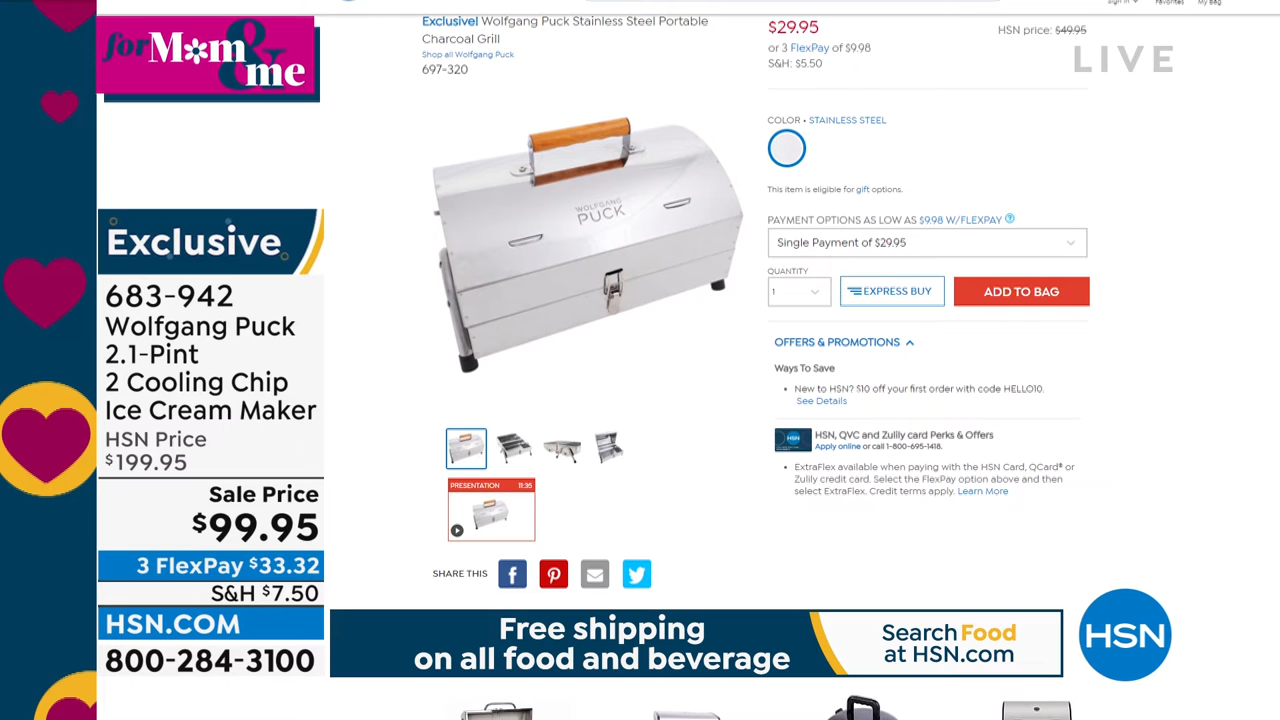 for Mom
& me
Exclusive
683-942
Wolfgang Puck
2.1-Pint
2 Cooling Chip
Ice Cream Maker
HSN Price
$199.95
Sale Price
$99.95
3 FlexPay $33.32
S&H $7.50
HSN.COM
800-284-3100
Sign in
Favorites
My Bag
Exclusive! Wolfgang Puck Stainless Steel Portable
Charcoal Grill
Shop all Wolfgang Puck
697-320
WOLFGANG
PUCK
PRESENTATION 11:35
SHARE THIS
$29.95
HSN price: $49.95
or 3 FlexPay of $9.98
S&H: $5.50
LIVE
COLOR • STAINLESS STEEL
This item is eligible for gift options.
PAYMENT OPTIONS AS LOW AS $9.98 W/FLEXPAY ?
Single Payment of $29.95
QUANTITY
1
EXPRESS BUY
ADD TO BAG
OFFERS & PROMOTIONS
Ways To Save
• New to HSN? $10 off your first order with code HELLO10.
See Details
HSN, QVC and Zulily card Perks & Offers
Apply online or call 1-800-695-1418.
• ExtraFlex available when paying with the HSN Card, QCard® or
Zulily credit card. Select the FlexPay option above and then
select ExtraFlex. Credit terms apply. Learn More
Free shipping
on all food and beverage
Search Food
at HSN.com
HSN